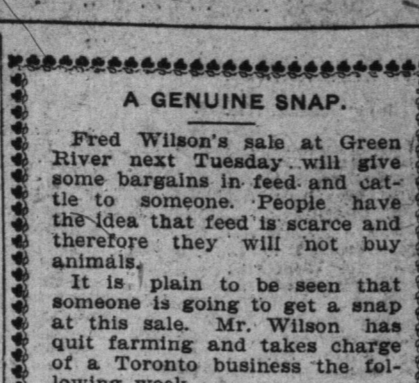 A GENUINE SNAP.
Fred Wilson's sale at Green
River next Tuesday will give
some bargains in feed and cat-
tle to someone. People have
the idea that feed is scarce and
therefore they will not buy
animals.
It is plain to be seen that
someone is going to get a snap
at this sale. Mr. Wilson has
quit farming and takes charge
of a Toronto business the fol-
lowing week.